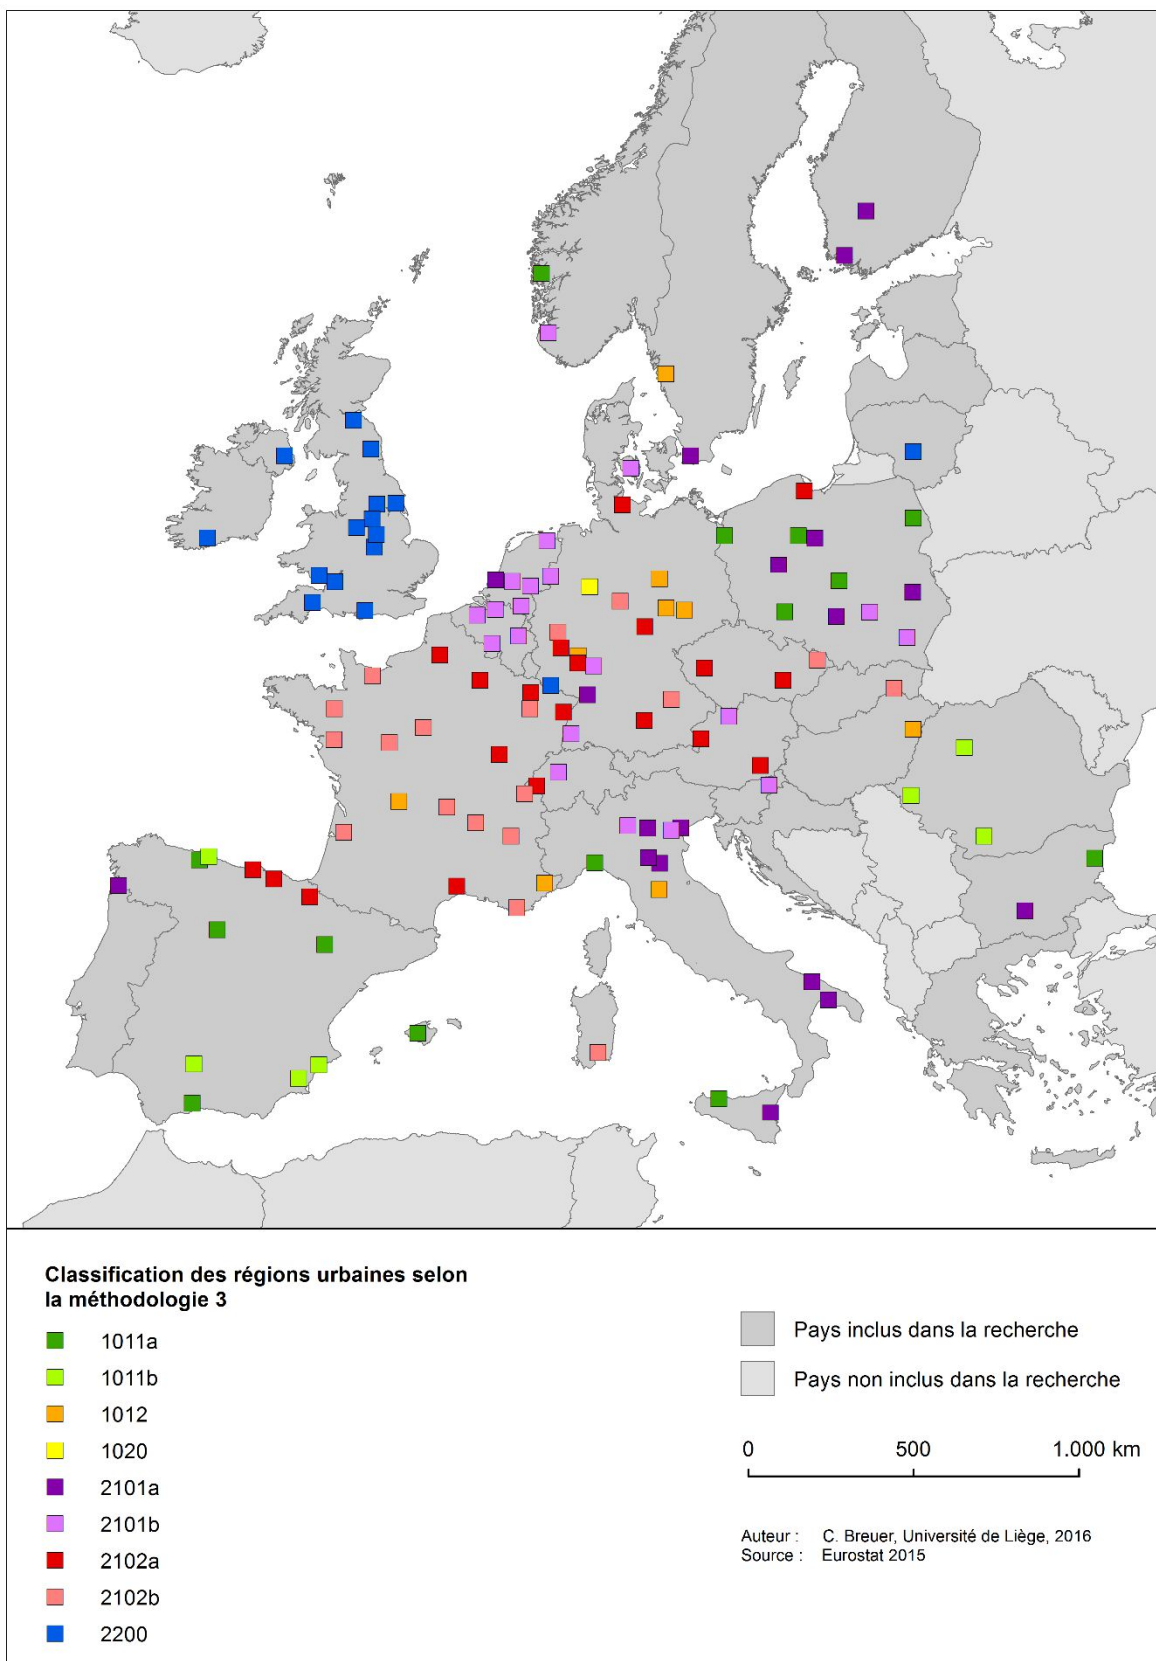 Classification des régions urbaines selon
la méthodologie 3
1011a
1011b
1012
1020
2101a
2101b
2102a
2102b
2200
Pays inclus dans la recherche
Pays non inclus dans la recherche
0 500 1.000 km
Auteur : C. Breuer, Université de Liège, 2016
Source : Eurostat 2015